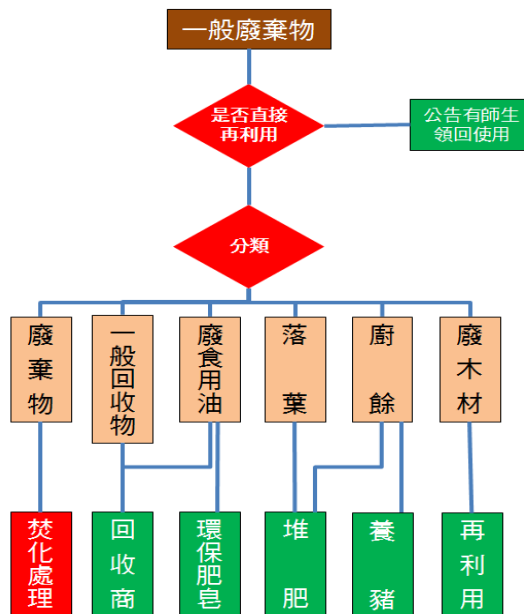 一般廢棄物
是否直接
再利用
公告有師生
領回使用
分類
廢棄物
一般回收物
廢食用油
落葉
廚餘
廢木材
焚化處理
回收商
環保肥皂
堆肥
養豬
再利用